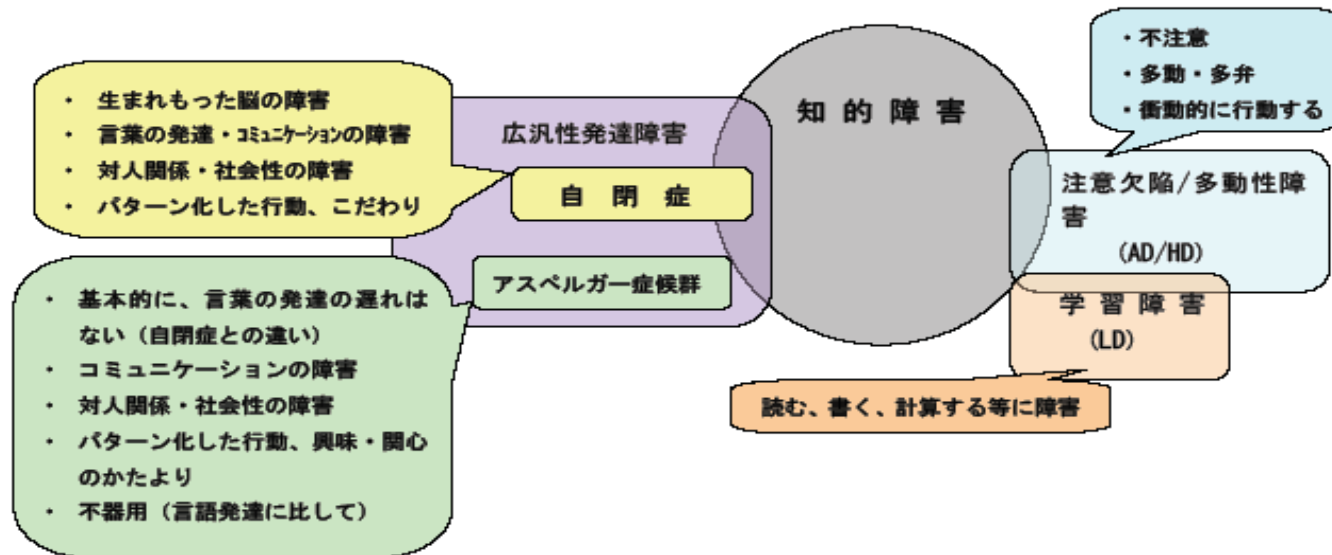 ・ 生まれもった脳の障害
・ 言葉の発達・ｺﾐｭﾆｹｰｼｮﾝの障害
・ 対人関係・社会性の障害
・ パターン化した行動、こだわり
広汎性発達障害
自 閉 症
アスペルガー症候群
・ 基本的に、言葉の発達の遅れは
ない（自閉症との違い）
・ コミュニケーションの障害
・ 対人関係・社会性の障害
・ パターン化した行動、興味・関心
のかたより
・ 不器用（言語発達に比して）
知 的 障 害
・不注意
・多動・多弁
・衝動的に行動する
注意欠陥/多動性障
害
(AD/HD)
学 習 障 害
(LD)
読む、書く、計算する等に障害